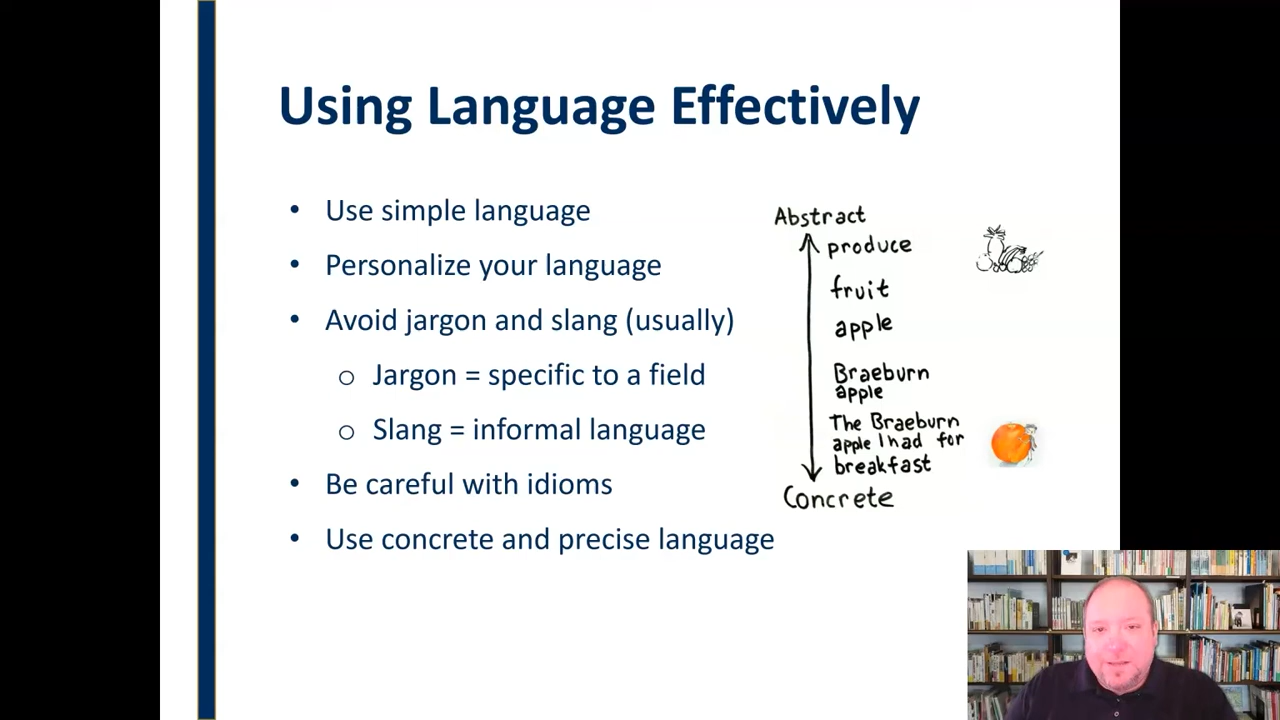 Using Language Effectively
• Use simple language
• Personalize your language
• Avoid jargon and slang (usually)
o Jargon = specific to a field
o Slang = informal language
• Be careful with idioms
• Use concrete and precise language
Abstract
produce
fruit
apple
Braeburn
apple
The Braeburn
apple I had for
breakfast
Concrete